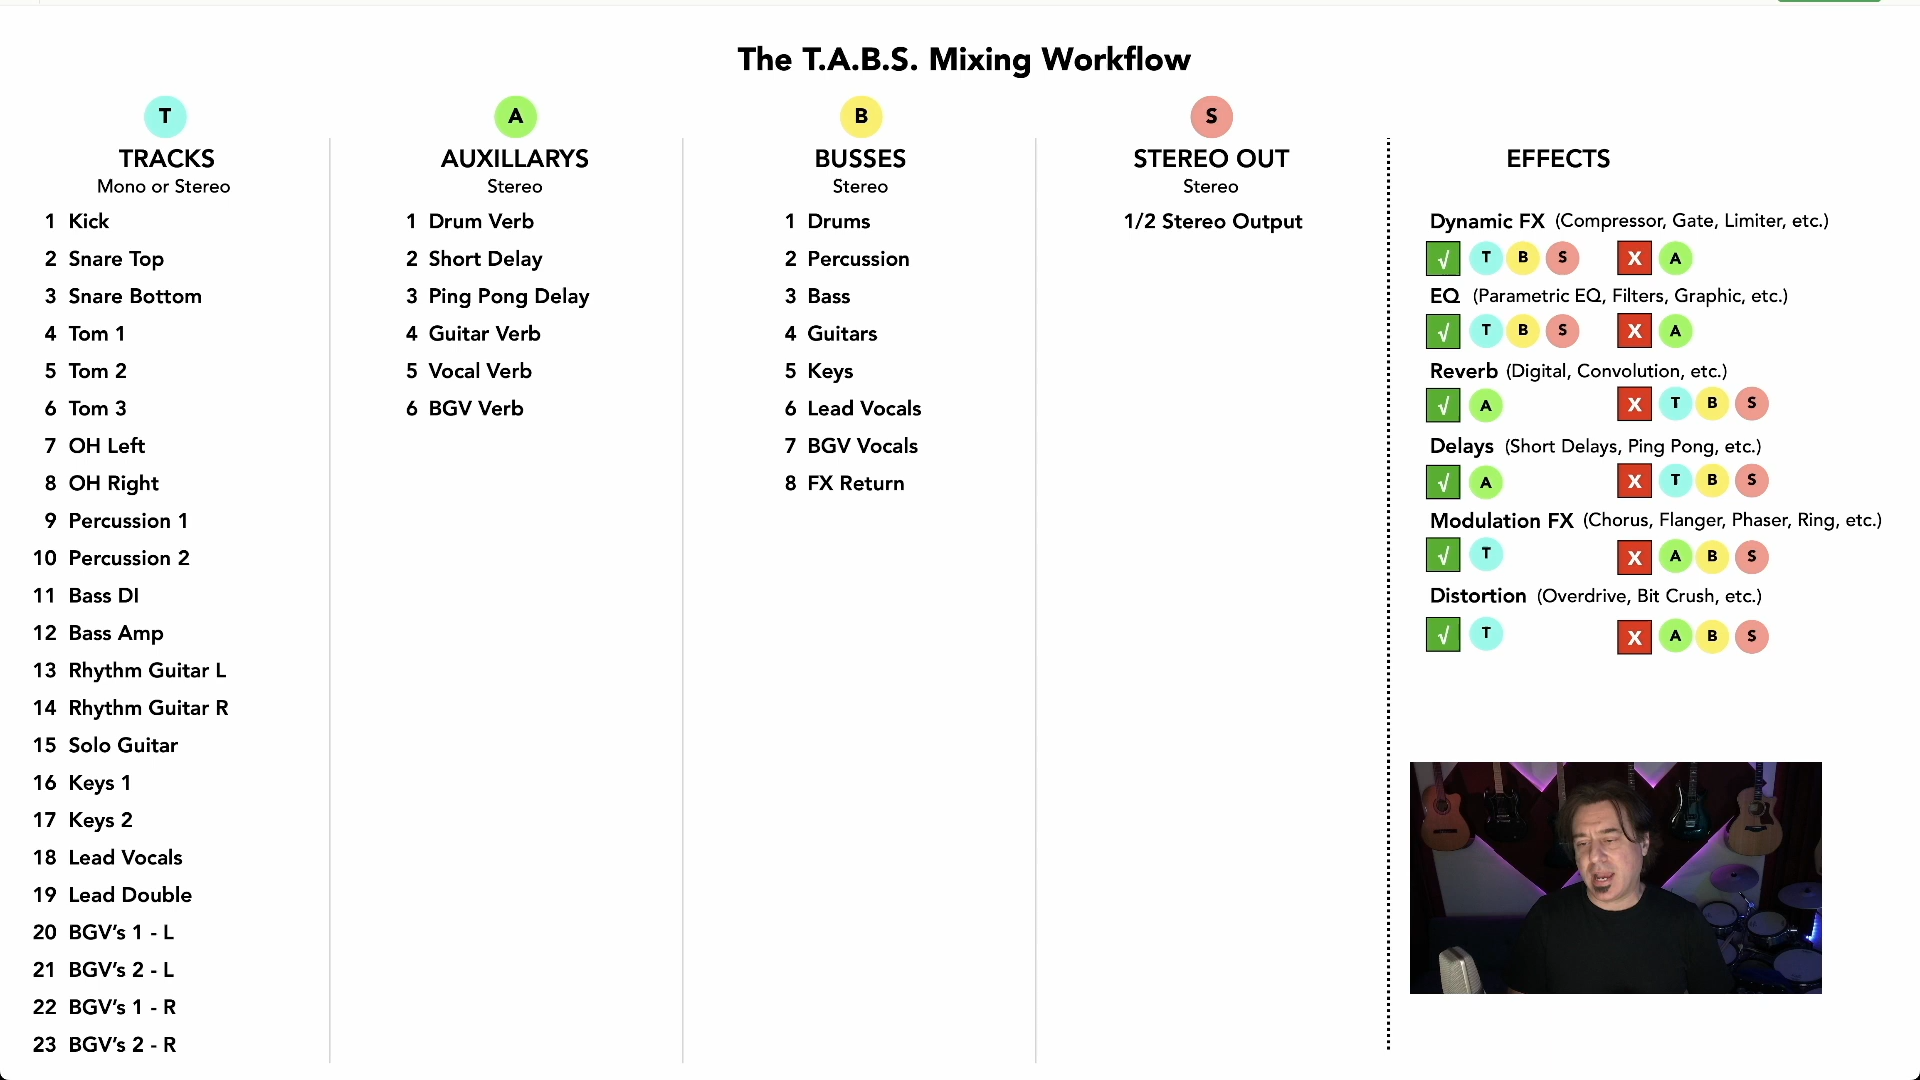 The T.A.B.S. Mixing Workflow
T
TRACKS
Mono or Stereo
1 Kick
2 Snare Top
3 Snare Bottom
4 Tom 1
5 Tom 2
6 Tom 3
7 OH Left
8 OH Right
9 Percussion 1
10 Percussion 2
11 Bass DI
12 Bass Amp
13 Rhythm Guitar L
14 Rhythm Guitar R
15 Solo Guitar
16 Keys 1
17 Keys 2
18 Lead Vocals
19 Lead Double
20 BGV’s 1 - L
21 BGV’s 2 - L
22 BGV’s 1 - R
23 BGV’s 2 - R
A
AUXILLARYS
Stereo
1 Drum Verb
2 Short Delay
3 Ping Pong Delay
4 Guitar Verb
5 Vocal Verb
6 BGV Verb
B
BUSSES
Stereo
1 Drums
2 Percussion
3 Bass
4 Guitars
5 Keys
6 Lead Vocals
7 BGV Vocals
8 FX Return
S
STEREO OUT
Stereo
1/2 Stereo Output
EFFECTS
Dynamic FX (Compressor, Gate, Limiter, etc.)
√ T B S X A
EQ (Parametric EQ, Filters, Graphic, etc.)
√ T B S X A
Reverb (Digital, Convolution, etc.)
√ A X T B S
Delays (Short Delays, Ping Pong, etc.)
√ A X T B S
Modulation FX (Chorus, Flanger, Phaser, Ring, etc.)
√ T X A B S
Distortion (Overdrive, Bit Crush, etc.)
√ T X A B S